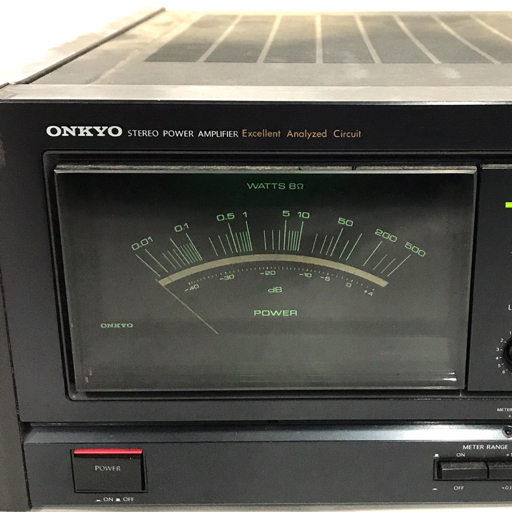 ONKYO STEREO POWER AMPLIFIER Excellent Analyzed Circuit
WATTS 8Ω
0.01 0.1 0.5 1 5 10 50 200 500
-40 -30 -20 -10 -5 0 +4
dB
POWER
ONKYO
METER RANGE
POWER
ON
ON OFF
OFF